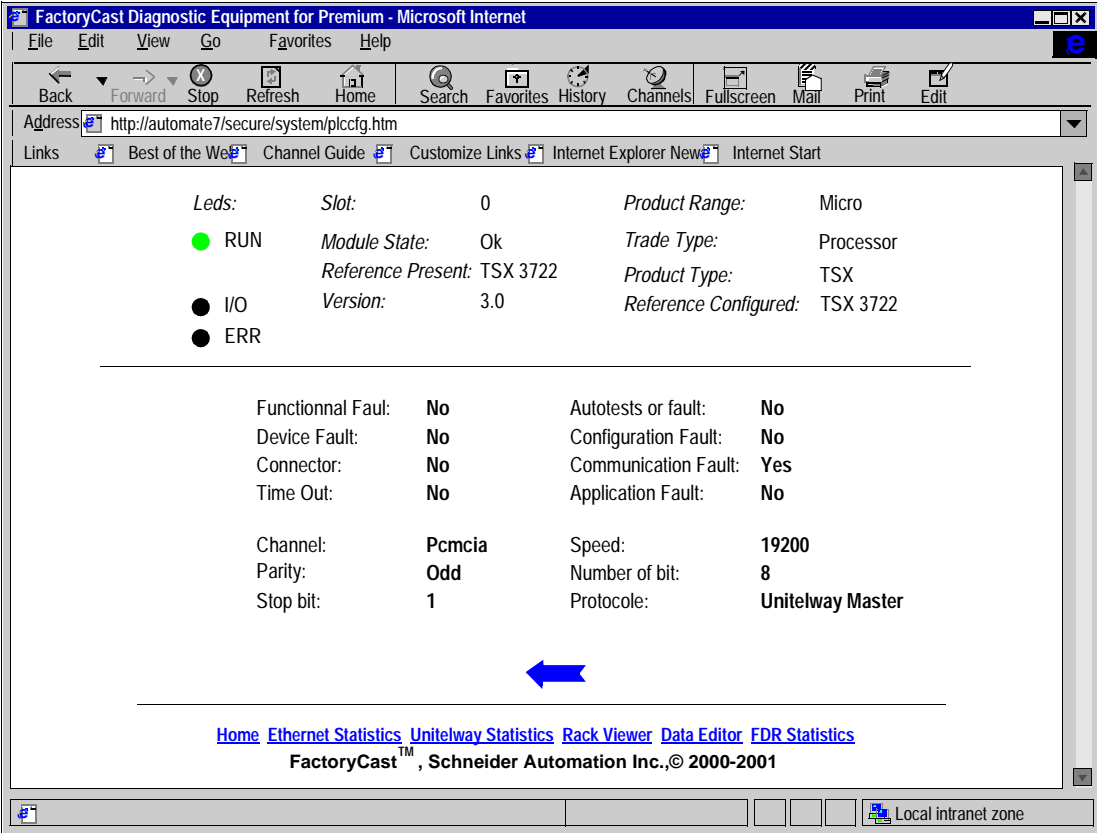 FactoryCast Diagnostic Equipment for Premium - Microsoft Internet
File Edit View Go Favorites Help
Back Forward Stop Refresh Home Search Favorites History Channels Fullscreen Mail Print Edit
Address http://automate7/secure/system/plccfg.htm
Links Best of the We Channel Guide Customize Links Internet Explorer News Internet Start
Leds: Slot: 0 Product Range: Micro
RUN Module State: Ok Trade Type: Processor
Reference Present: TSX 3722 Product Type: TSX
I/O Version: 3.0 Reference Configured: TSX 3722
ERR
Functionnal Faul: No Autotests or fault: No
Device Fault: No Configuration Fault: No
Connector: No Communication Fault: Yes
Time Out: No Application Fault: No
Channel: Pcmcia Speed: 19200
Parity: Odd Number of bit: 8
Stop bit: 1 Protocole: Unitelway Master
Home Ethernet Statistics Unitelway Statistics Rack Viewer Data Editor FDR Statistics
FactoryCast™ , Schneider Automation Inc.,© 2000-2001
Local intranet zone